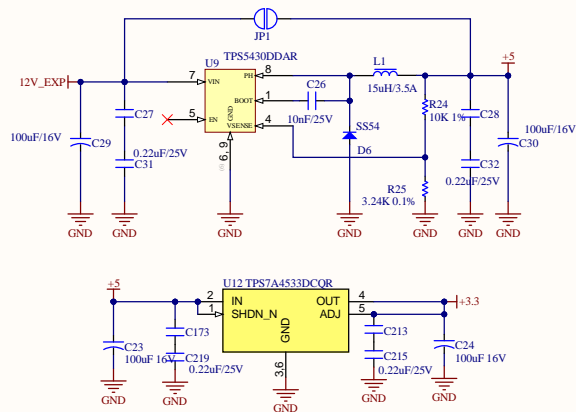 JP1
U9
TPS5430DDAR
+5
12V_EXP
7
VIN
PH
8
L1
15uH/3.5A
BOOT
1
C26
10nF/25V
R24
10K 1%
C27
C28
100uF/16V
5
EN
GND
VSENSE
4
SS54
D6
100uF/16V
C29
C30
0.22uF/25V
C31
6, 9
C32
0.22uF/25V
R25
3.24K 0.1%
GND
GND
GND
GND
GND
GND
GND
U12 TPS7A4533DCQR
+5
2
IN
OUT
4
+3.3
1
SHDN_N
ADJ
5
GND
C173
C213
C23
100uF 16V
C219
0.22uF/25V
3,6
C215
0.22uF/25V
C24
100uF 16V
GND
GND
GND
GND
GND